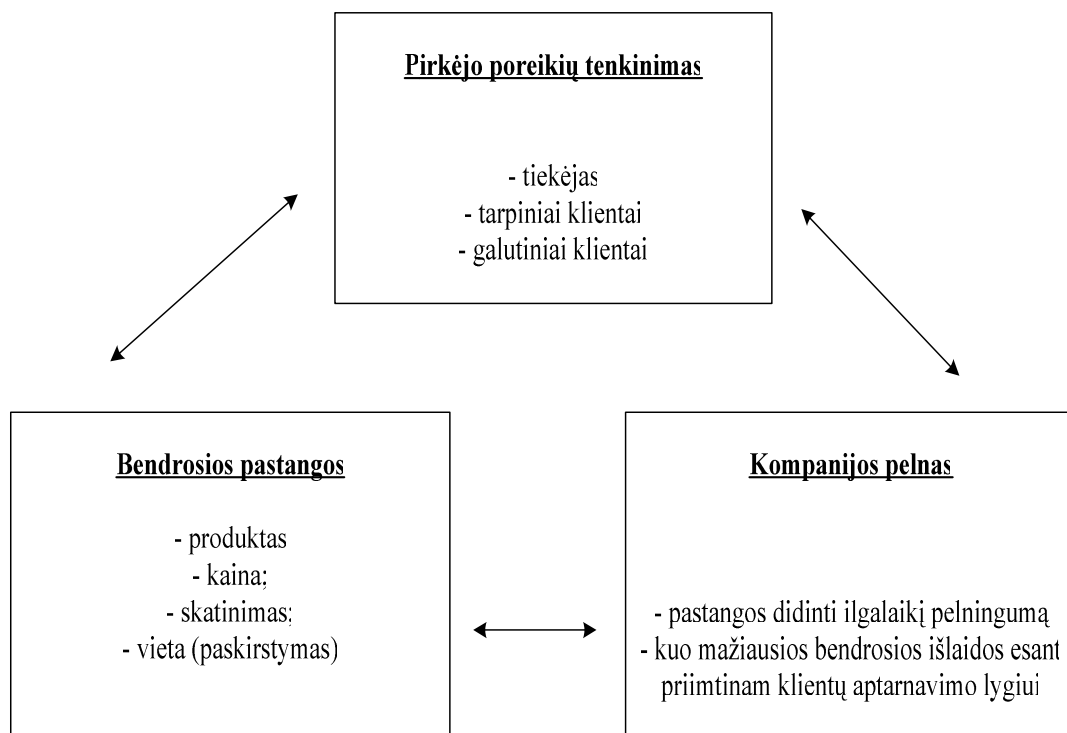 Pirkėjo poreikių tenkinimas
- tiekėjas
- tarpiniai klientai
- galutiniai klientai
Bendrosios pastangos
- produktas
- kaina;
- skatinimas;
- vieta (paskirstymas)
Kompanijos pelnas
- pastangos didinti ilgalaikį pelningumą
- kuo mažiausios bendrosios išlaidos esant
priimtinam klientų aptarnavimo lygiui